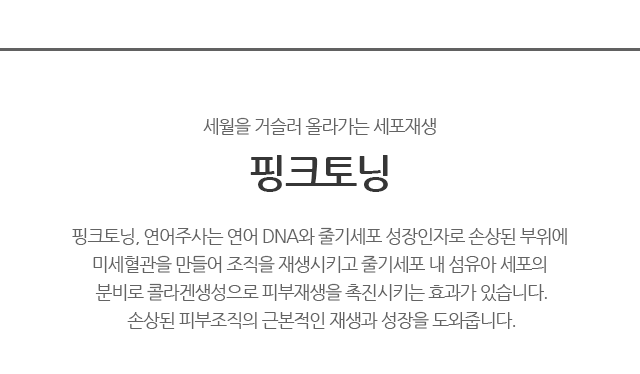 세월을 거슬러 올라가는 세포재생
핑크토닝
핑크토닝, 연어주사는 연어 DNA와 줄기세포 성장인자로 손상된 부위에
미세혈관을 만들어 조직을 재생시키고 줄기세포 내 섬유아 세포의
분비로 콜라겐생성으로 피부재생을 촉진시키는 효과가 있습니다.
손상된 피부조직의 근본적인 재생과 성장을 도와줍니다.